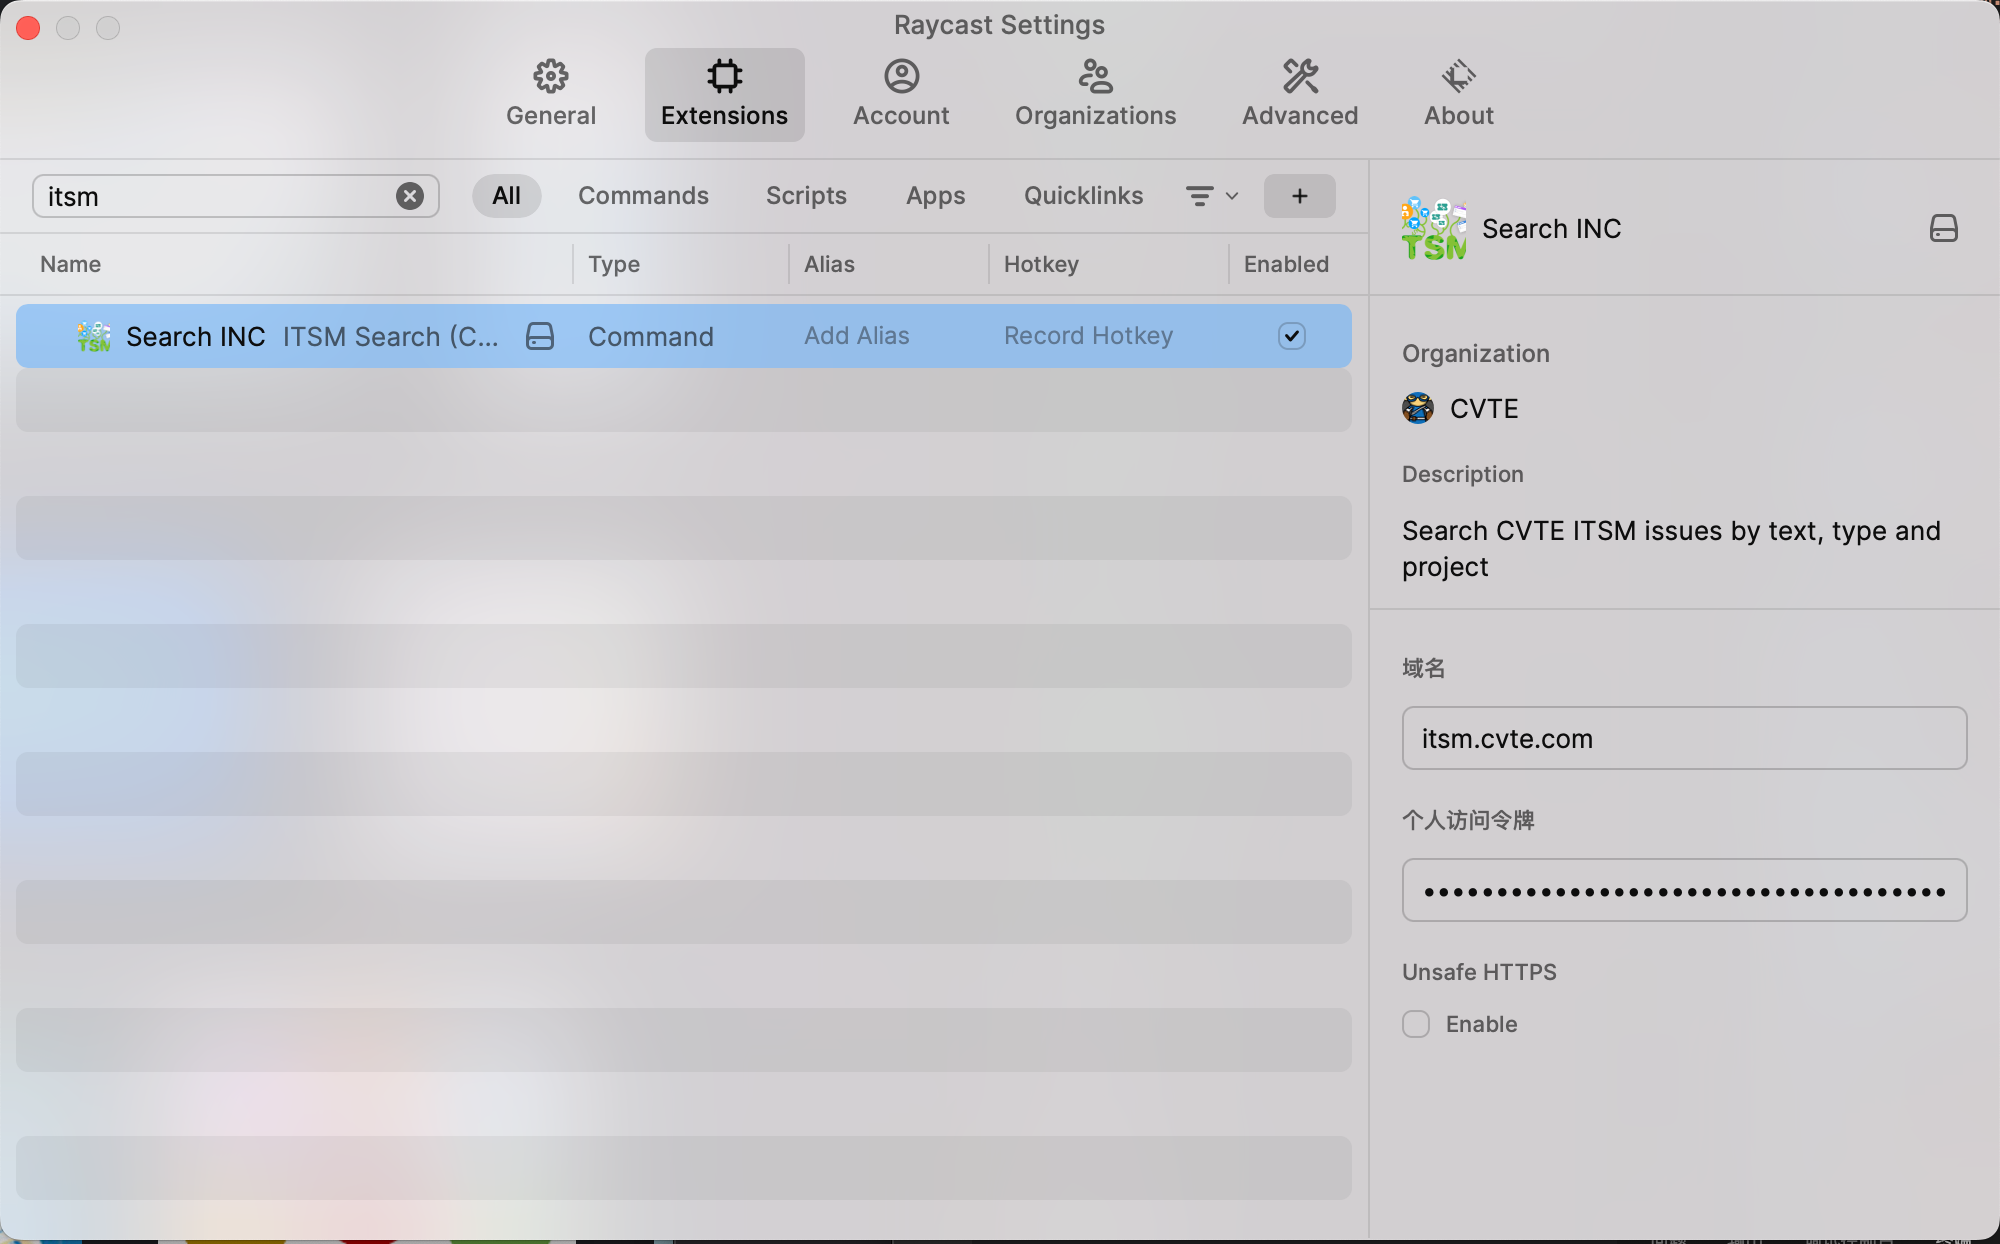 Raycast Settings
General
Extensions
Account
Organizations
Advanced
About
itsm
All
Commands
Scripts
Apps
Quicklinks
+
Name
Type
Alias
Hotkey
Enabled
TSM Search INC ITSM Search (C... Command Add Alias Record Hotkey
TSM
Search INC
Organization
CVTE
Description
Search CVTE ITSM issues by text, type and
project
域名
itsm.cvte.com
个人访问令牌
••••••••••••••••••••••••••••••••••••
Unsafe HTTPS
Enable